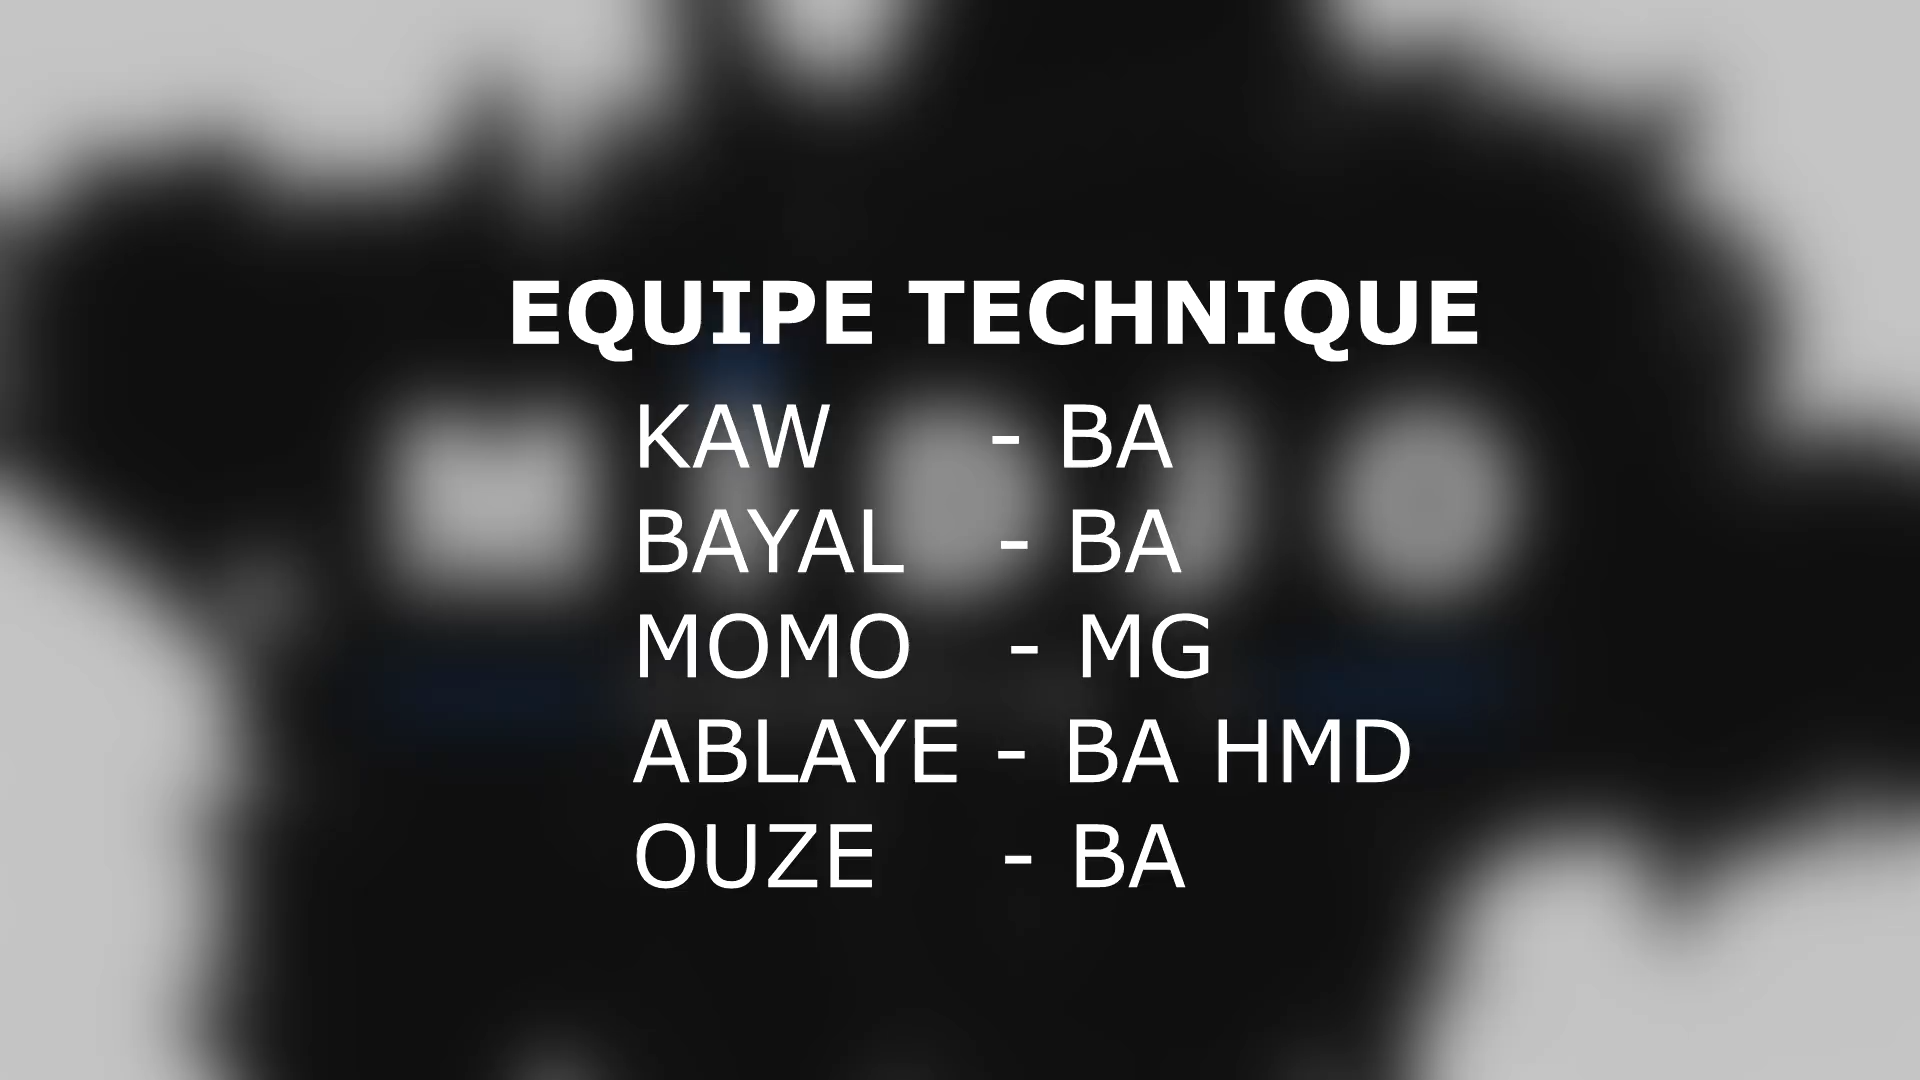 EQUIPE TECHNIQUE
KAW - BA
BAYAL - BA
MOMO - MG
ABLAYE - BA HMD
OUZE - BA